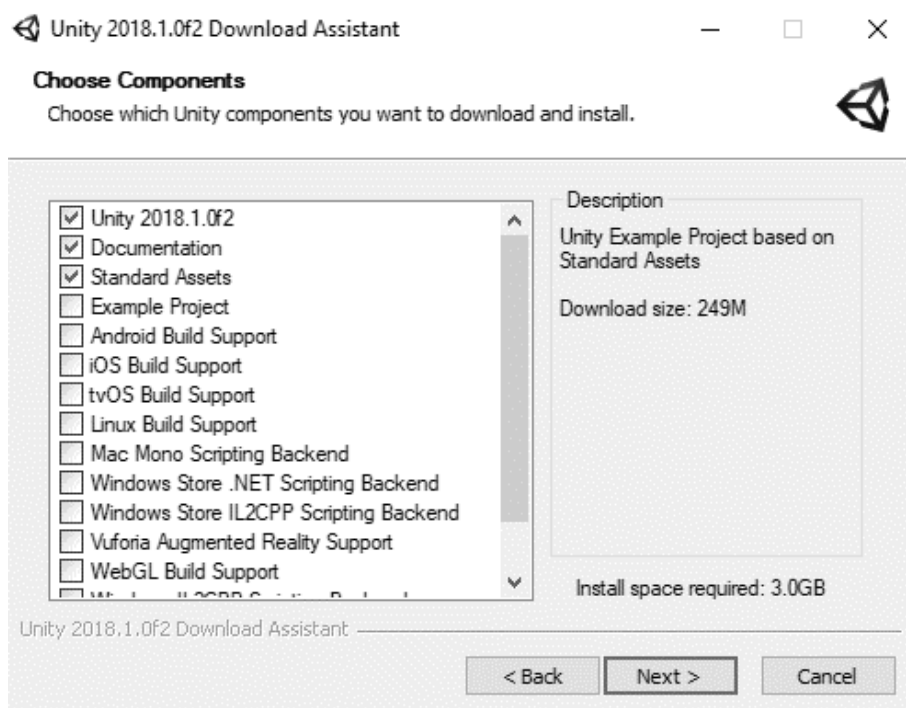 Unity 2018.1.0f2 Download Assistant
Choose Components
Choose which Unity components you want to download and install.
Unity 2018.1.0f2
Documentation
Standard Assets
Example Project
Android Build Support
iOS Build Support
tvOS Build Support
Linux Build Support
Mac Mono Scripting Backend
Windows Store .NET Scripting Backend
Windows Store IL2CPP Scripting Backend
Vuforia Augmented Reality Support
WebGL Build Support
Description
Unity Example Project based on
Standard Assets
Download size: 249M
Install space required: 3.0GB
Unity 2018.1.0f2 Download Assistant
< Back
Next >
Cancel